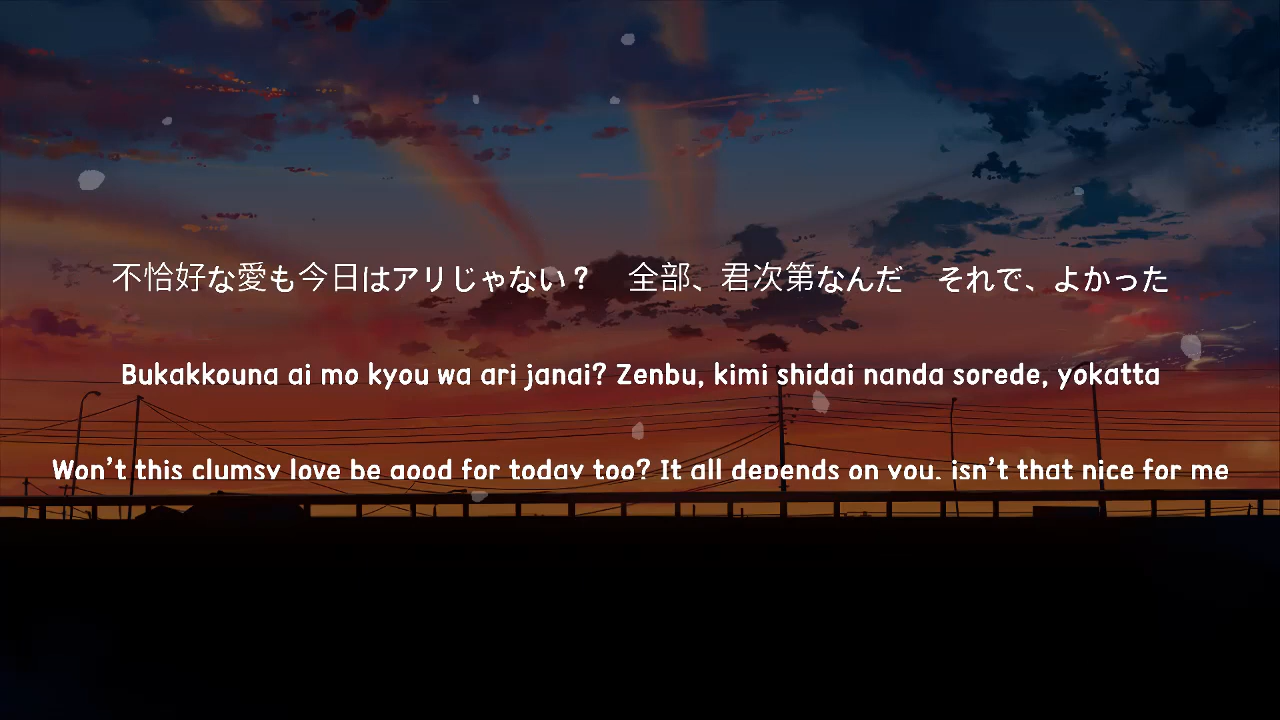 不恰好な愛も今日はアリじゃない？　全部、君次第なんだ　それで、よかった
Bukakkouna ai mo kyou wa ari janai? Zenbu, kimi shidai nanda sorede, yokatta
Won't this clumsy love be good for today too? It all depends on you, isn't that nice for me